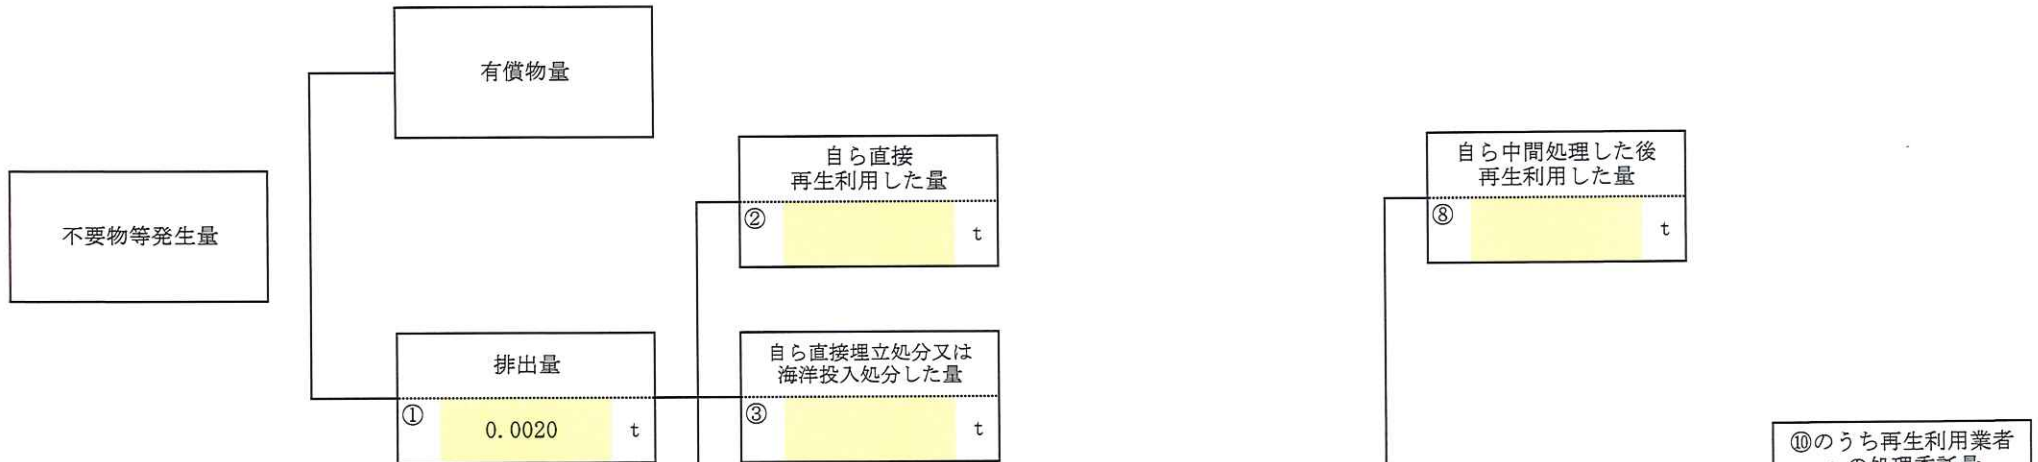 有償物量
自ら直接
再生利用した量
②
t
自ら中間処理した後
再生利用した量
⑧
t
不要物等発生量
排出量
①
0.0020
t
自ら直接埋立処分又は
海洋投入処分した量
③
t
⑩のうち再生利用業者